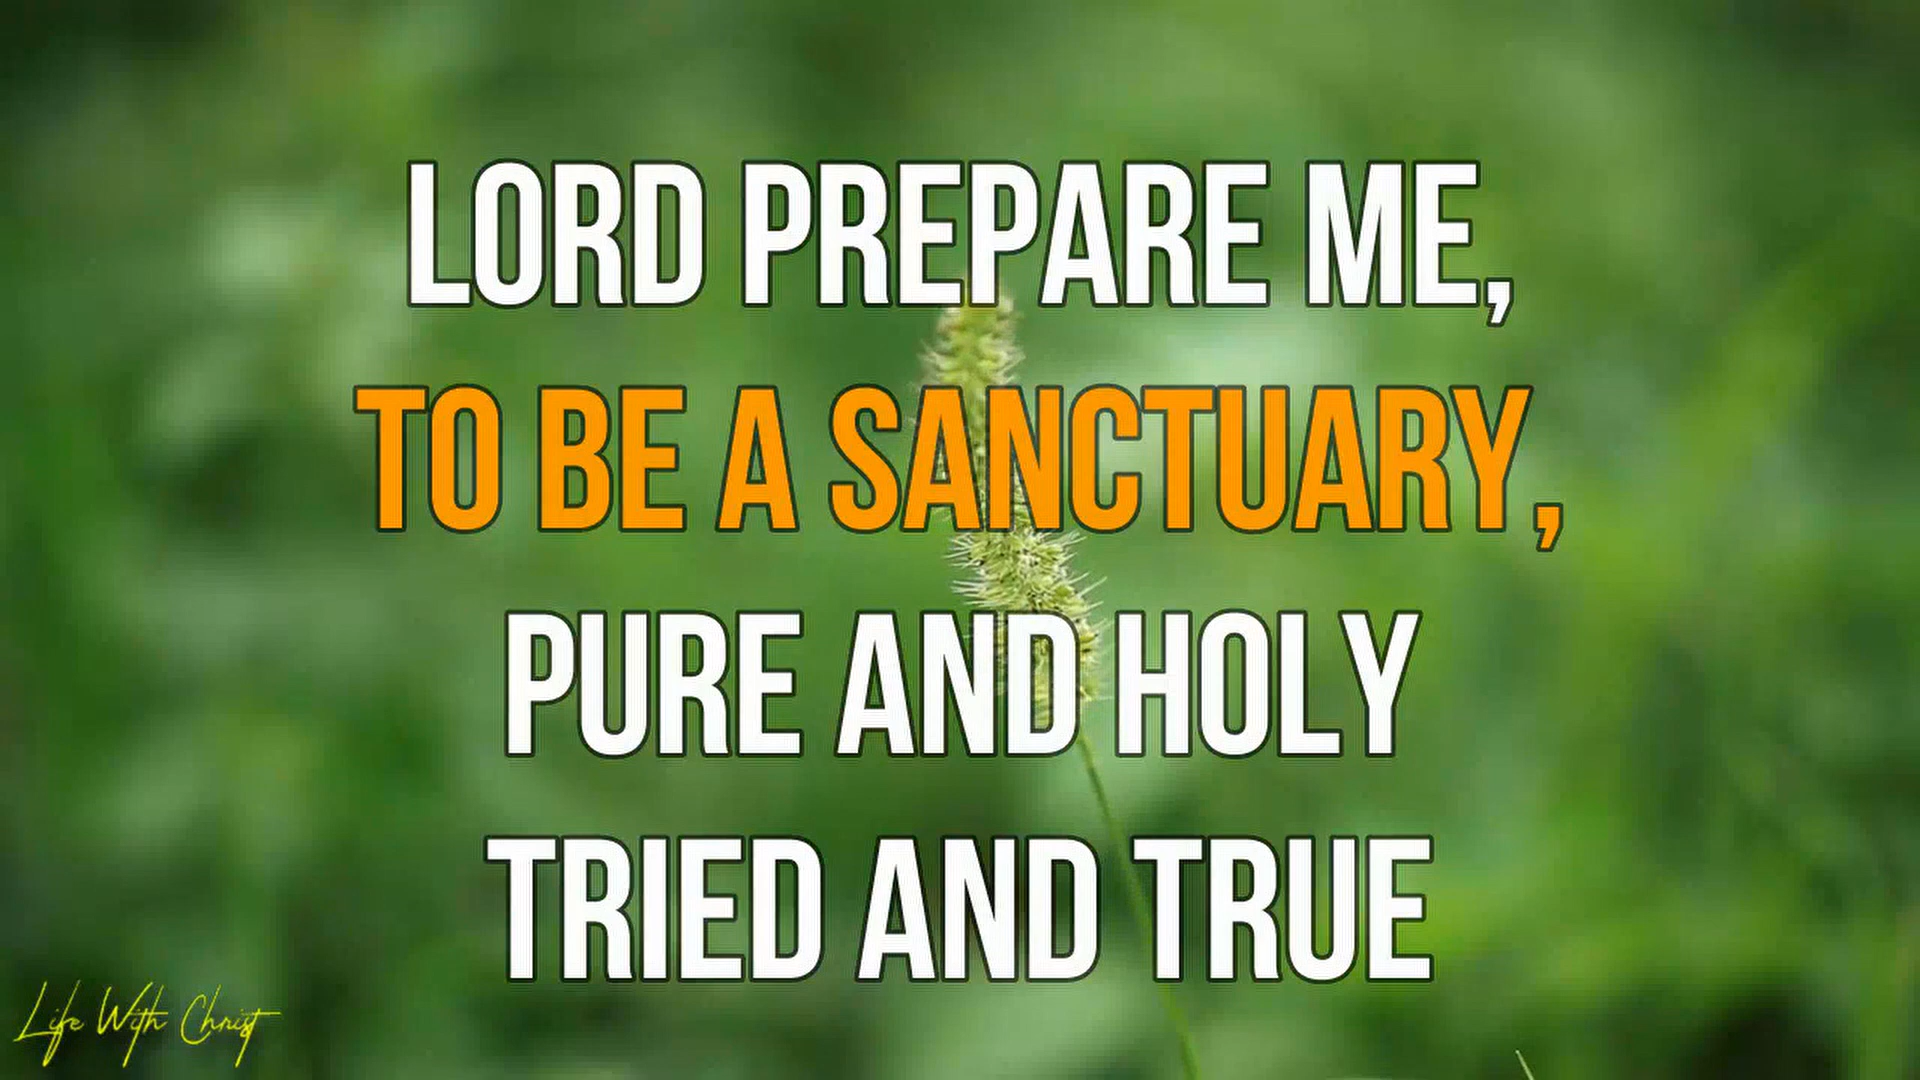 LORD PREPARE ME,
TO BE A SANCTUARY,
PURE AND HOLY
TRIED AND TRUE
Life With Christ